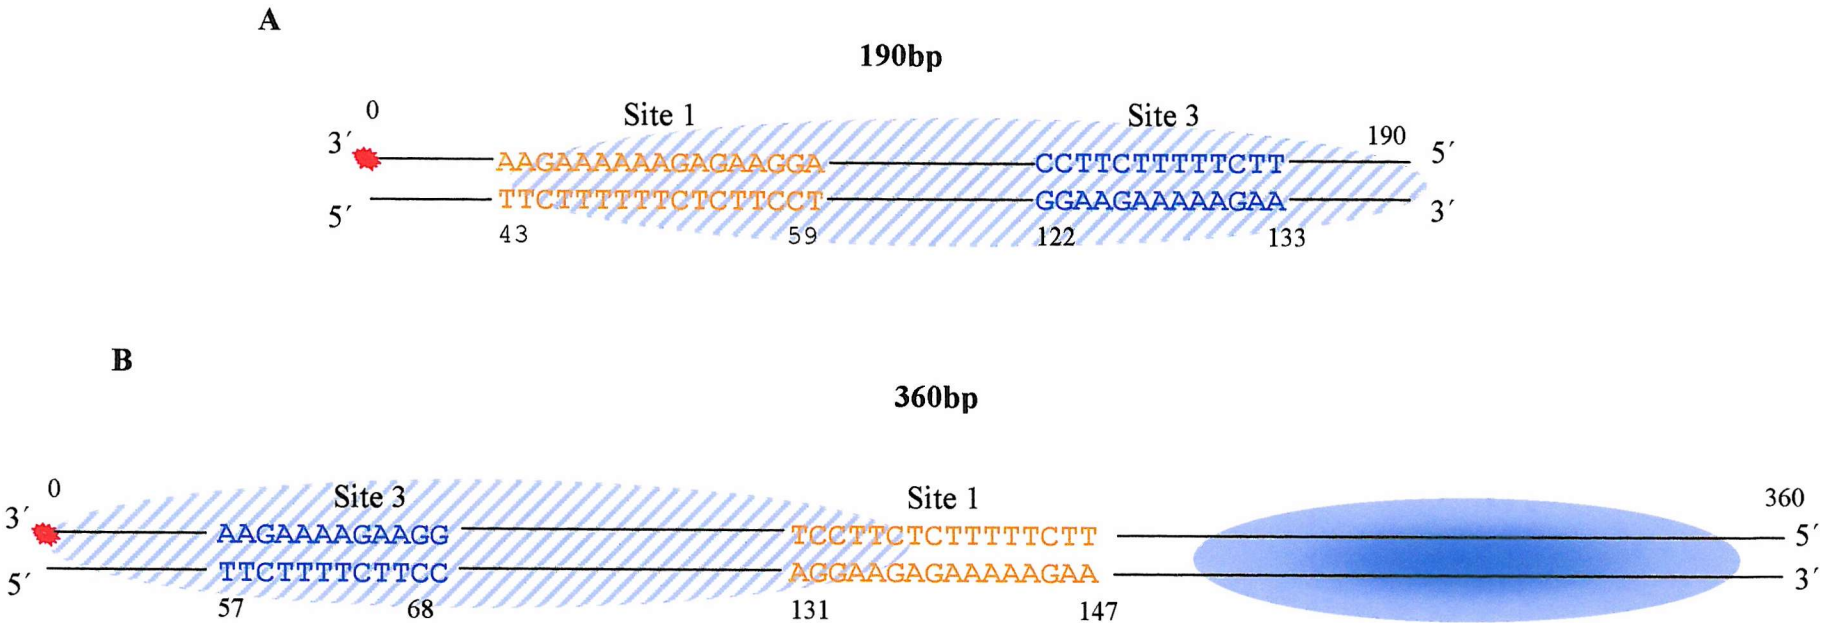 A
190bp
0 Site 1 Site 3 190
3´ AAGAAAAAAGAGAAGGA CCTTCTTTTTCTT 5´
5´ TTCTTTTTTCTCTTCCT GGAAGAAAAAGAA 3´
43 59 122 133
B
360bp
0 Site 3 Site 1 360
3´ AAGAAAAGAAGG TCCTTCTCTTTTTCTT 5´
5´ TTCTTTTCTTCC AGGAAGAGAAAAAGAA 3´
57 68 131 147